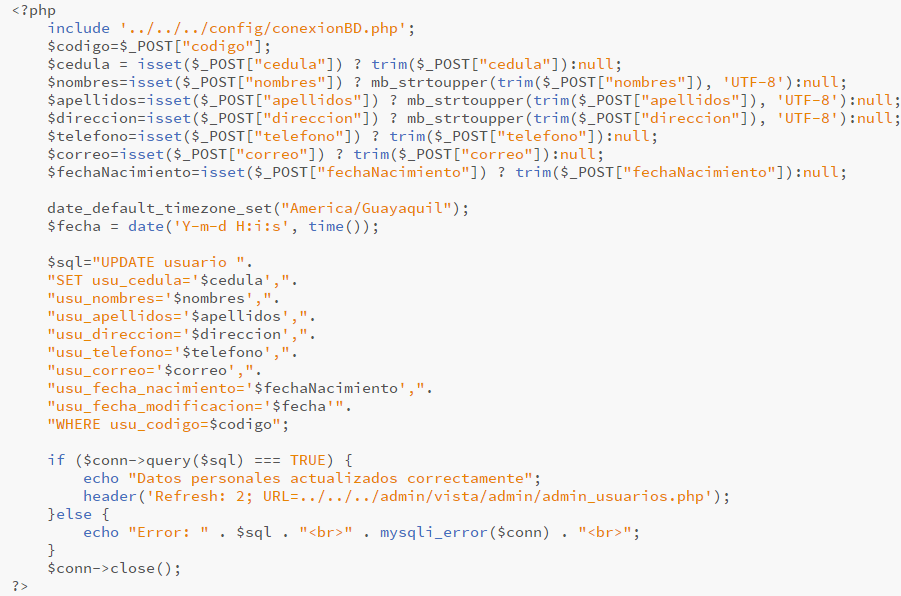 <?php
    include '../../../config/conexionBD.php';
    $codigo=$_POST["codigo"];
    $cedula = isset($_POST["cedula"]) ? trim($_POST["cedula"]):null;
    $nombres=isset($_POST["nombres"]) ? mb_strtoupper(trim($_POST["nombres"]), 'UTF-8'):null;
    $apellidos=isset($_POST["apellidos"]) ? mb_strtoupper(trim($_POST["apellidos"]), 'UTF-8'):null;
    $direccion=isset($_POST["direccion"]) ? mb_strtoupper(trim($_POST["direccion"]), 'UTF-8'):null;
    $telefono=isset($_POST["telefono"]) ? trim($_POST["telefono"]):null;
    $correo=isset($_POST["correo"]) ? trim($_POST["correo"]):null;
    $fechaNacimiento=isset($_POST["fechaNacimiento"]) ? trim($_POST["fechaNacimiento"]):null;

    date_default_timezone_set("America/Guayaquil");
    $fecha = date('Y-m-d H:i:s', time());

    $sql="UPDATE usuario ".
    "SET usu_cedula='$cedula',".
    "usu_nombres='$nombres',".
    "usu_apellidos='$apellidos',".
    "usu_direccion='$direccion',".
    "usu_telefono='$telefono',".
    "usu_correo='$correo',".
    "usu_fecha_nacimiento='$fechaNacimiento',".
    "usu_fecha_modificacion='$fecha'".
    "WHERE usu_codigo=$codigo";

    if ($conn->query($sql) === TRUE) {
        echo "Datos personales actualizados correctamente";
        header('Refresh: 2; URL=../../../admin/vista/admin/admin_usuarios.php');
    }else {
        echo "Error: " . $sql . "<br>" . mysqli_error($conn) . "<br>";
    }
    $conn->close();
?>